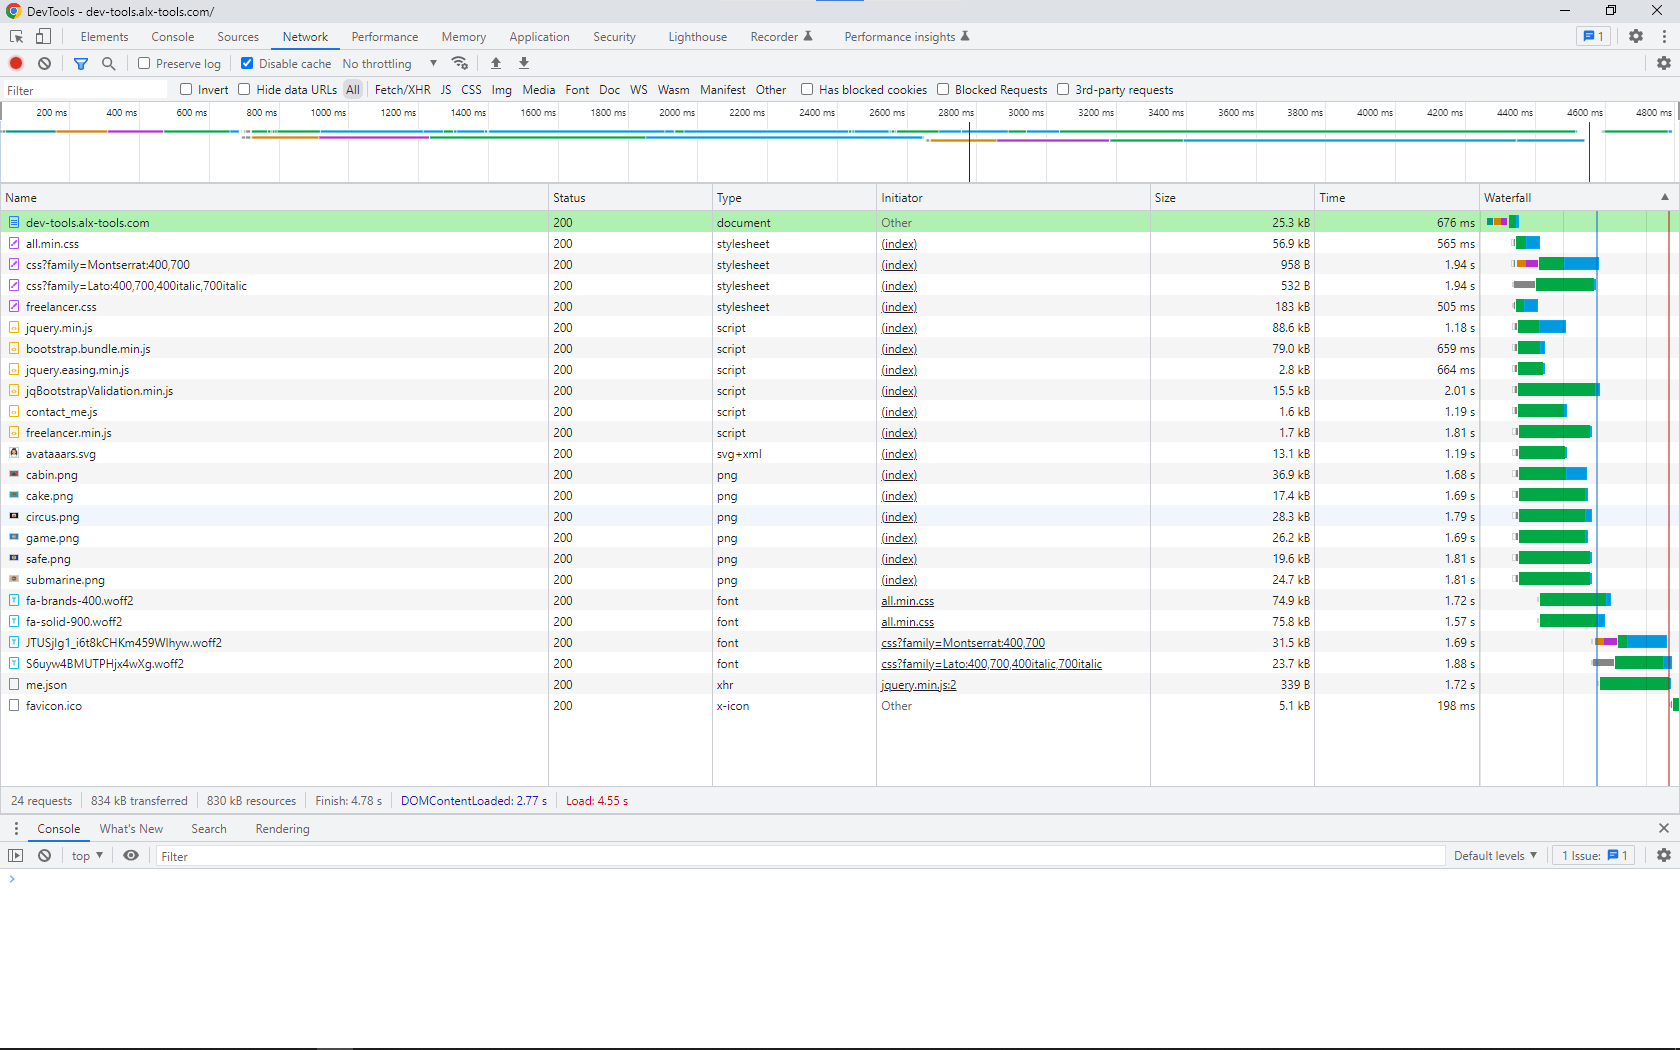 DevTools - dev-tools.alx-tools.com/
Elements Console Sources Network Performance Memory Application Security Lighthouse Recorder Performance insights 1
Preserve log Disable cache No throttling
Filter Invert Hide data URLs All Fetch/XHR JS CSS Img Media Font Doc WS Wasm Manifest Other Has blocked cookies Blocked Requests 3rd-party requests
200 ms 400 ms 600 ms 800 ms 1000 ms 1200 ms 1400 ms 1600 ms 1800 ms 2000 ms 2200 ms 2400 ms 2600 ms 2800 ms 3000 ms 3200 ms 3400 ms 3600 ms 3800 ms 4000 ms 4200 ms 4400 ms 4600 ms 4800 ms
Name Status Type Initiator Size Time Waterfall
dev-tools.alx-tools.com 200 document Other 25.3 kB 676 ms
all.min.css 200 stylesheet (index) 56.9 kB 565 ms
css?family=Montserrat:400,700 200 stylesheet (index) 958 B 1.94 s
css?family=Lato:400,700,400italic,700italic 200 stylesheet (index) 532 B 1.94 s
freelancer.css 200 stylesheet (index) 183 kB 505 ms
jquery.min.js 200 script (index) 88.6 kB 1.18 s
bootstrap.bundle.min.js 200 script (index) 79.0 kB 659 ms
jquery.easing.min.js 200 script (index) 2.8 kB 664 ms
jqBootstrapValidation.min.js 200 script (index) 15.5 kB 2.01 s
contact_me.js 200 script (index) 1.6 kB 1.19 s
freelancer.min.js 200 script (index) 1.7 kB 1.81 s
avataaars.svg 200 svg+xml (index) 13.1 kB 1.19 s
cabin.png 200 png (index) 36.9 kB 1.68 s
cake.png 200 png (index) 17.4 kB 1.69 s
circus.png 200 png (index) 28.3 kB 1.79 s
game.png 200 png (index) 26.2 kB 1.69 s
safe.png 200 png (index) 19.6 kB 1.81 s
submarine.png 200 png (index) 24.7 kB 1.81 s
fa-brands-400.woff2 200 font all.min.css 74.9 kB 1.72 s
fa-solid-900.woff2 200 font all.min.css 75.8 kB 1.57 s
JTUSjIg1_i6t8kCHKm459Wlhyw.woff2 200 font css?family=Montserrat:400,700 31.5 kB 1.69 s
S6uyw4BMUTPHjx4wXg.woff2 200 font css?family=Lato:400,700,400italic,700italic 23.7 kB 1.88 s
me.json 200 xhr jquery.min.js:2 339 B 1.72 s
favicon.ico 200 x-icon Other 5.1 kB 198 ms
24 requests 834 kB transferred 830 kB resources Finish: 4.78 s DOMContentLoaded: 2.77 s Load: 4.55 s
Console What's New Search Rendering
top Filter Default levels 1 Issue: 1